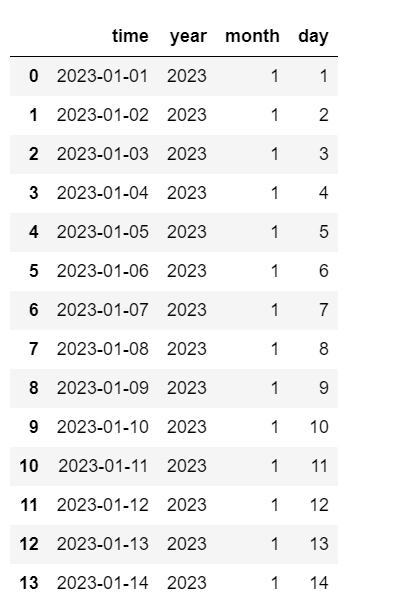 time year month day
0 2023-01-01 2023 1 1
1 2023-01-02 2023 1 2
2 2023-01-03 2023 1 3
3 2023-01-04 2023 1 4
4 2023-01-05 2023 1 5
5 2023-01-06 2023 1 6
6 2023-01-07 2023 1 7
7 2023-01-08 2023 1 8
8 2023-01-09 2023 1 9
9 2023-01-10 2023 1 10
10 2023-01-11 2023 1 11
11 2023-01-12 2023 1 12
12 2023-01-13 2023 1 13
13 2023-01-14 2023 1 14